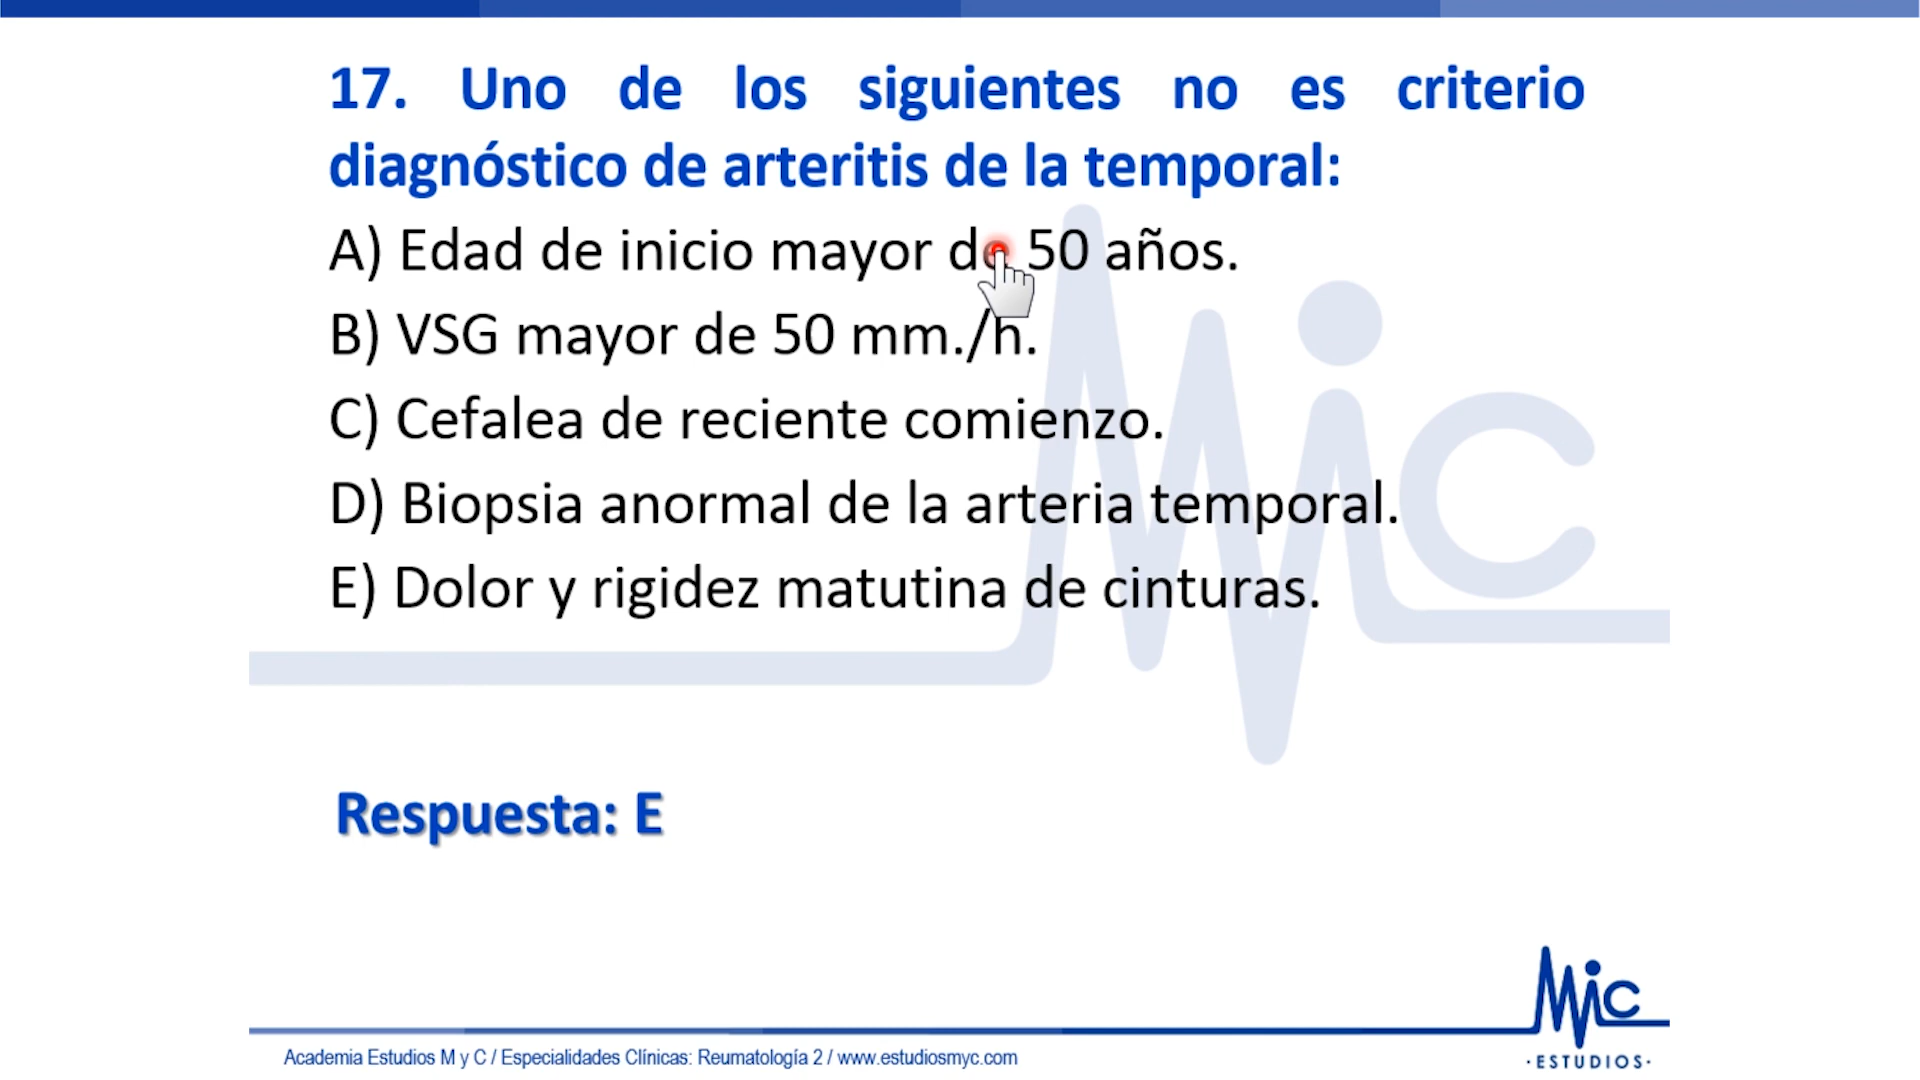 17. Uno de los siguientes no es criterio
diagnóstico de arteritis de la temporal:
A) Edad de inicio mayor de 50 años.
B) VSG mayor de 50 mm./h.
C) Cefalea de reciente comienzo.
D) Biopsia anormal de la arteria temporal.
E) Dolor y rigidez matutina de cinturas.
MiC
Respuesta: E
MiC
·ESTUDIOS·
Academia Estudios M y C / Especialidades Clínicas: Reumatología 2 / www.estudiosmyc.com